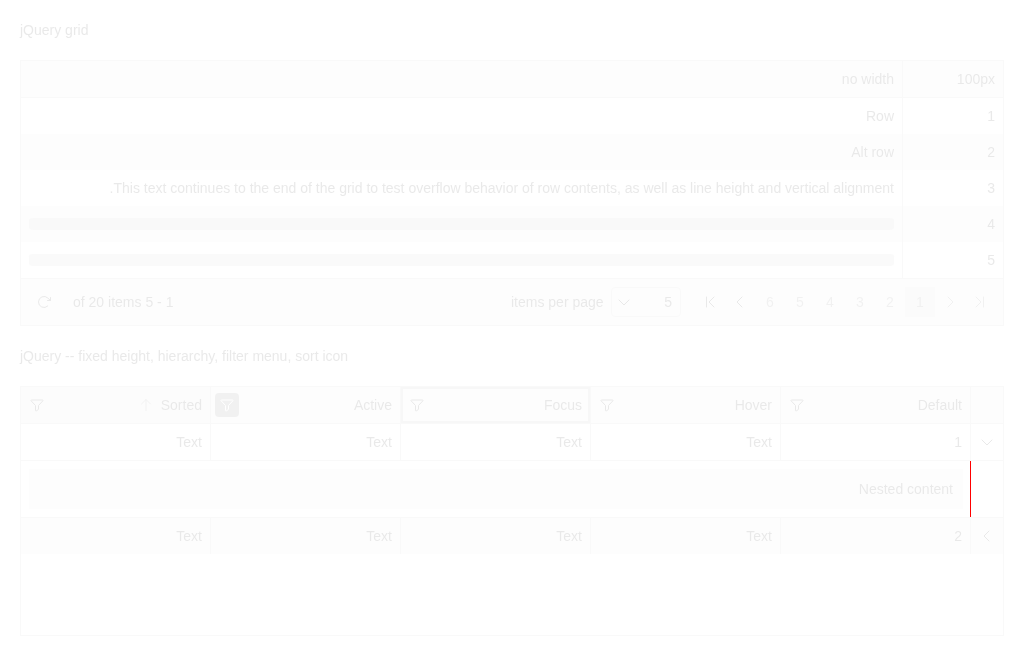 jQuery grid
no width 100px
Row 1
Alt row 2
.This text continues to the end of the grid to test overflow behavior of row contents, as well as line height and vertical alignment 3
4
5
of 20 items 5 - 1 items per page 5 6 5 4 3 2 1
jQuery -- fixed height, hierarchy, filter menu, sort icon
Sorted Active Focus Hover Default
Text Text Text Text 1
Nested content
Text Text Text Text 2